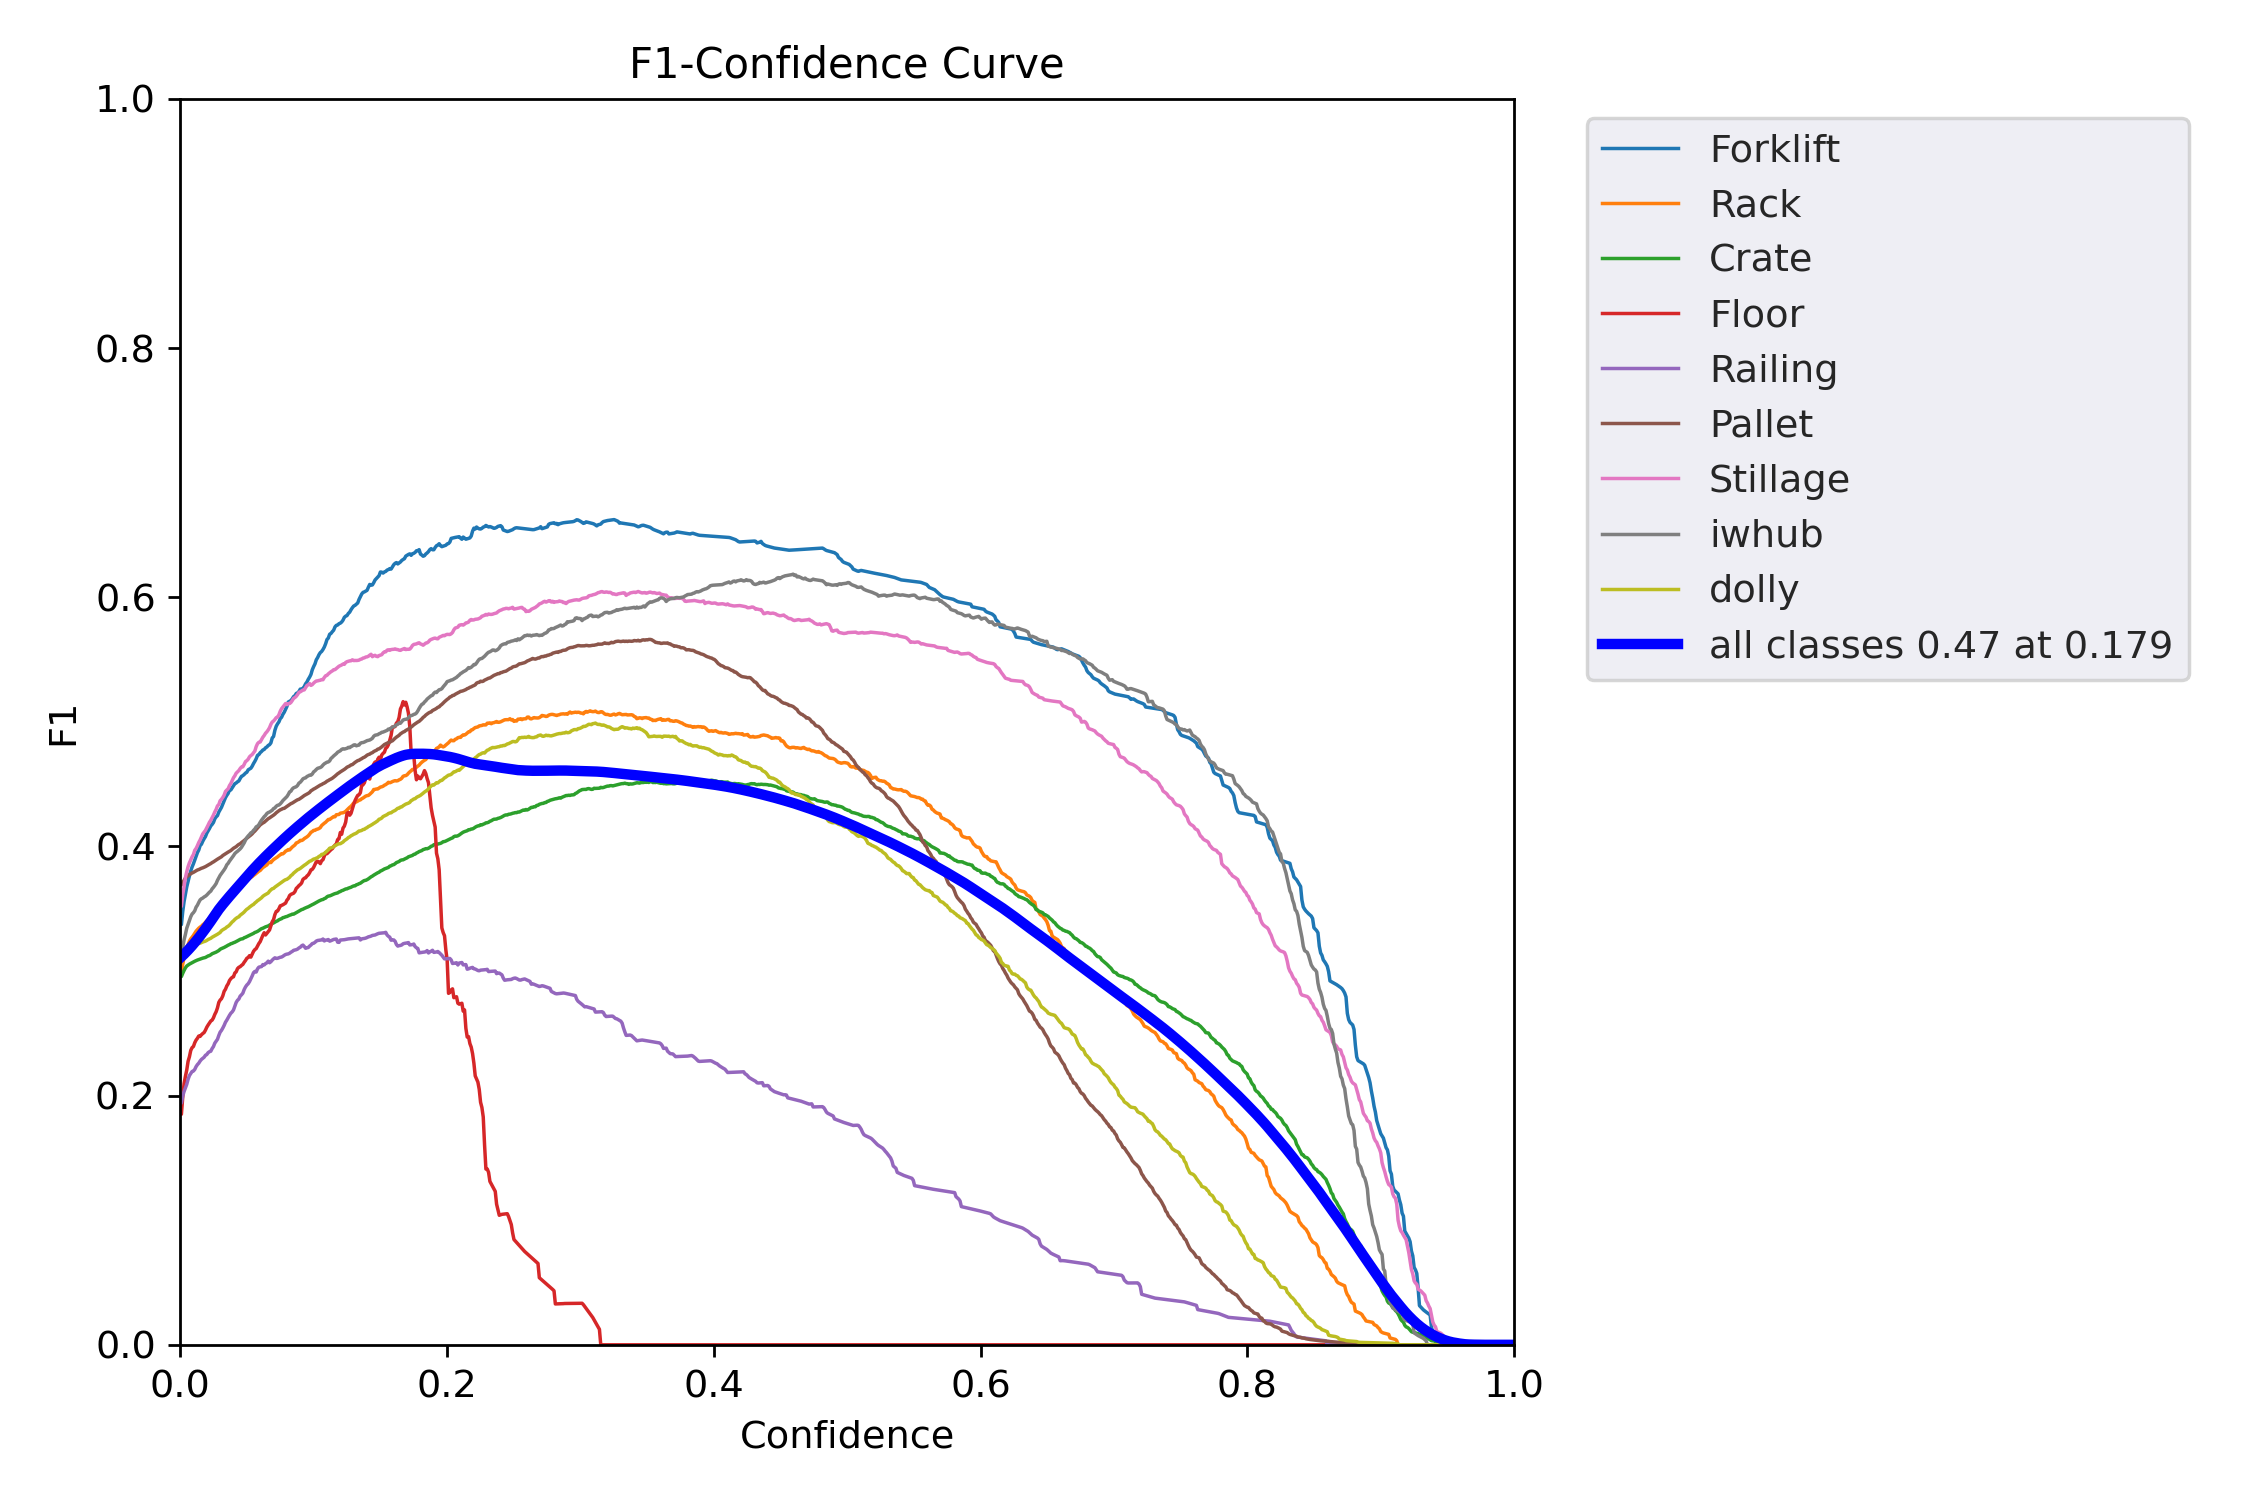 F1-Confidence Curve
1.0
0.8
0.6
0.4
0.2
0.0
F1
0.0 0.2 0.4 0.6 0.8 1.0
Confidence
Forklift
Rack
Crate
Floor
Railing
Pallet
Stillage
iwhub
dolly
all classes 0.47 at 0.179